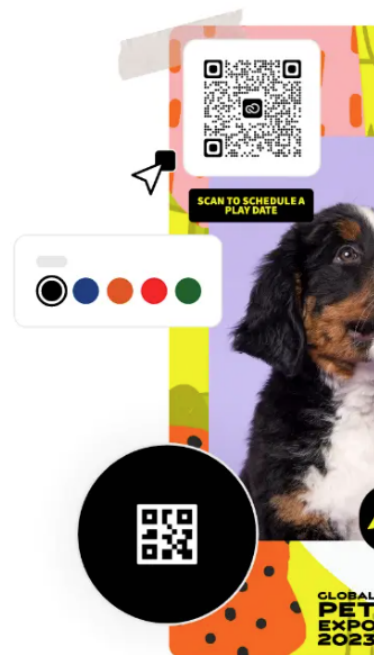 SCAN TO SCHEDULE A
PLAY DATE
GLOBAL
PET
EXPO
2023